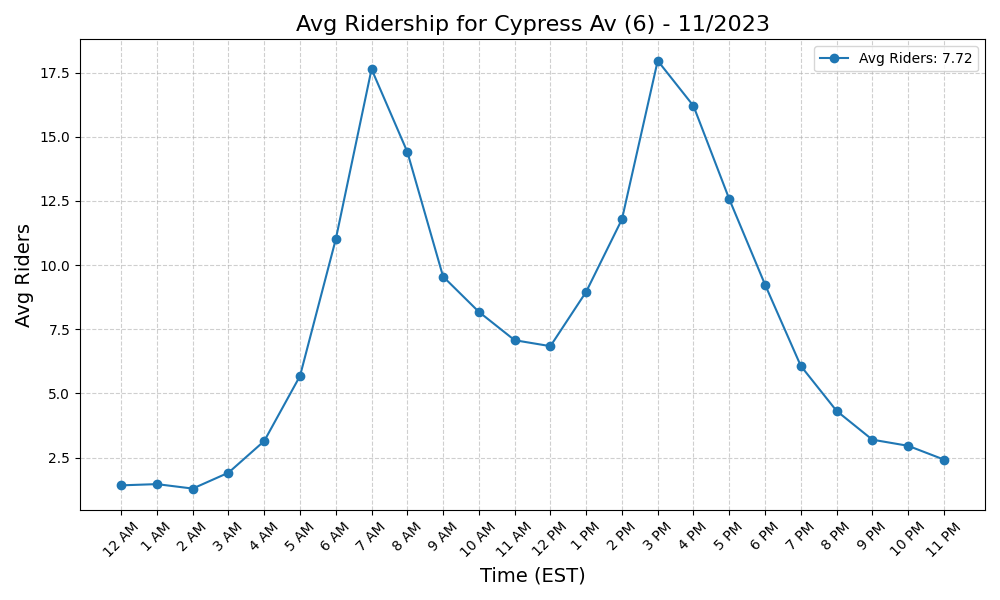 Avg Ridership for Cypress Av (6) - 11/2023
Avg Riders: 7.72
Avg Riders
17.5
15.0
12.5
10.0
7.5
5.0
2.5
12 AM
1 AM
2 AM
3 AM
4 AM
5 AM
6 AM
7 AM
8 AM
9 AM
10 AM
11 AM
12 PM
1 PM
2 PM
3 PM
4 PM
5 PM
6 PM
7 PM
8 PM
9 PM
10 PM
11 PM
Time (EST)